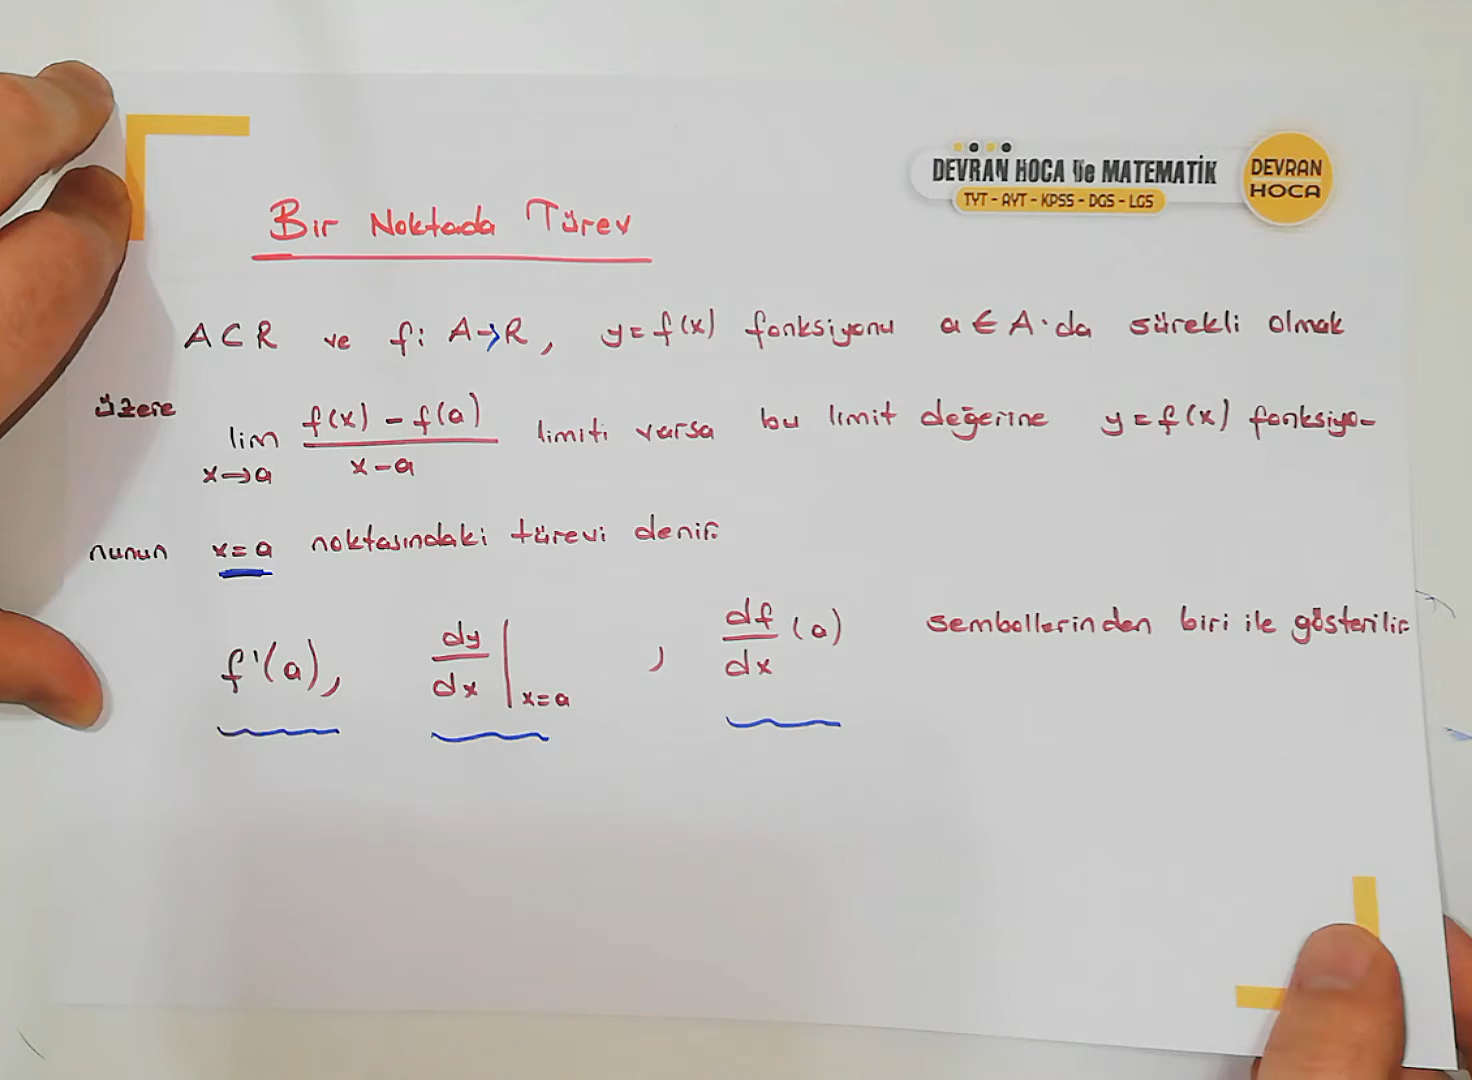 DEVRAN HOCA ile MATEMATİK
TYT - AYT - KPSS - DGS - LGS
DEVRAN
HOCA
Bir Noktada Türev
A⊂R ve f: A→R, y=f(x) fonksiyonu a∈A'da sürekli olmak
üzere lim x→a (f(x) - f(a))/(x-a) limiti varsa bu limit değerine y=f(x) fonksiyo-
nunun x=a noktasındaki türevi denir.
f'(a), dy/dx |x=a , df/dx (a) sembollerinden biri ile gösterilir.